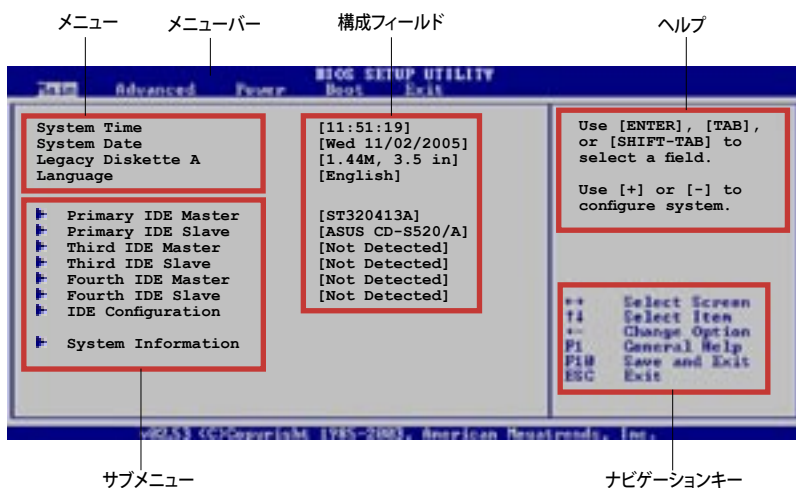 メニュー メニューバー 構成フィールド ヘルプ
BIOS SETUP UTILITY
Main Advanced Power Boot Exit
System Time [11:51:19]
System Date [Wed 11/02/2005]
Legacy Diskette A [1.44M, 3.5 in]
Language [English]
Use [ENTER], [TAB],
or [SHIFT-TAB] to
select a field.
Use [+] or [-] to
configure system.
Primary IDE Master [ST320413A]
Primary IDE Slave [ASUS CD-S520/A]
Third IDE Master [Not Detected]
Third IDE Slave [Not Detected]
Fourth IDE Master [Not Detected]
Fourth IDE Slave [Not Detected]
IDE Configuration
System Information
←→ Select Screen
↑↓ Select Item
+- Change Option
F1 General Help
F10 Save and Exit
ESC Exit
v02.53 (C)Copyright 1985-2003, American Megatrends, Inc.
サブメニュー ナビゲーションキー